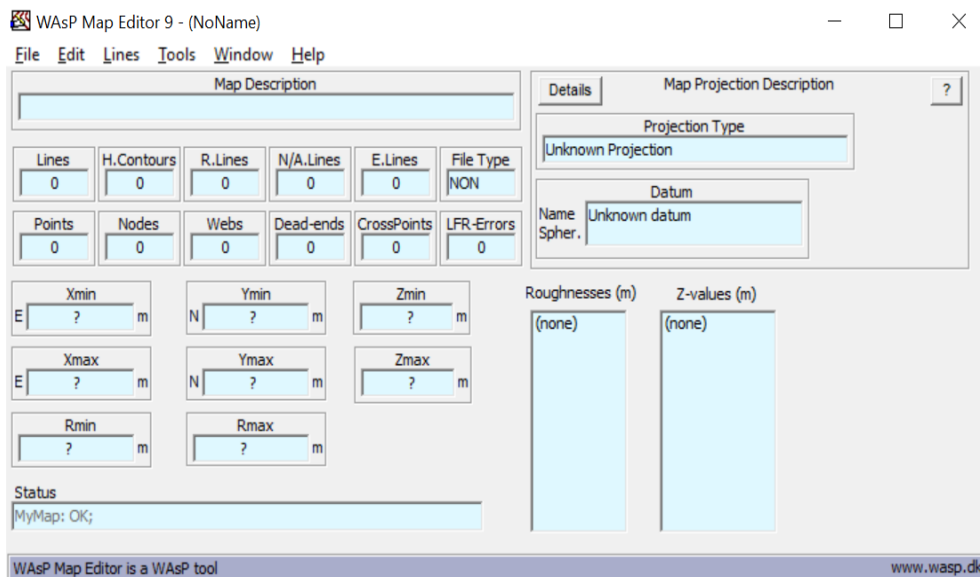 WAsP Map Editor 9 - (NoName)
File Edit Lines Tools Window Help
Map Description
Details Map Projection Description ?
Projection Type
Unknown Projection
Datum
Name Unknown datum
Spher.
Lines H.Contours R.Lines N/A.Lines E.Lines File Type
0 0 0 0 0 NON
Points Nodes Webs Dead-ends CrossPoints LFR-Errors
0 0 0 0 0 0
Xmin Ymin Zmin
E ? m N ? m ? m
Xmax Ymax Zmax
E ? m N ? m ? m
Rmin Rmax
? m ? m
Roughnesses (m) Z-values (m)
(none) (none)
Status
MyMap: OK;
WAsP Map Editor is a WAsP tool www.wasp.dk